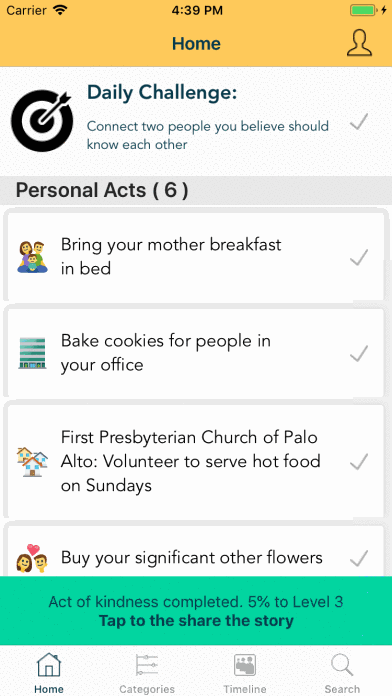 Carrier 4:39 PM
Home
Daily Challenge:
Connect two people you believe should
know each other
Personal Acts ( 6 )
Bring your mother breakfast
in bed
Bake cookies for people in
your office
First Presbyterian Church of Palo
Alto: Volunteer to serve hot food
on Sundays
Buy your significant other flowers
Act of kindness completed. 5% to Level 3
Tap to the share the story
Home Categories Timeline Search